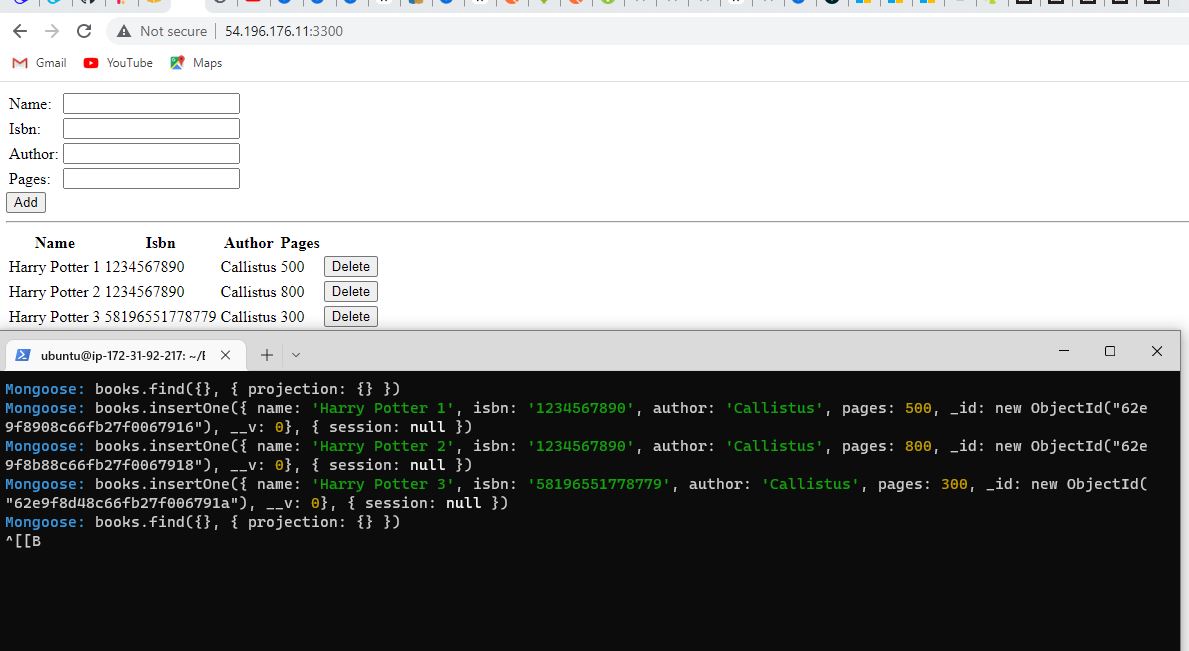 Not secure | 54.196.176.11:3300
Gmail YouTube Maps
Name:
Isbn:
Author:
Pages:
Add
Name Isbn Author Pages
Harry Potter 1 1234567890 Callistus 500 Delete
Harry Potter 2 1234567890 Callistus 800 Delete
Harry Potter 3 58196551778779 Callistus 300 Delete
ubuntu@ip-172-31-92-217: ~/
Mongoose: books.find({}, { projection: {} })
Mongoose: books.insertOne({ name: 'Harry Potter 1', isbn: '1234567890', author: 'Callistus', pages: 500, _id: new ObjectId("62e
9f8908c66fb27f0067916"), __v: 0}, { session: null })
Mongoose: books.insertOne({ name: 'Harry Potter 2', isbn: '1234567890', author: 'Callistus', pages: 800, _id: new ObjectId("62e
9f8b88c66fb27f0067918"), __v: 0}, { session: null })
Mongoose: books.insertOne({ name: 'Harry Potter 3', isbn: '58196551778779', author: 'Callistus', pages: 300, _id: new ObjectId(
"62e9f8d48c66fb27f006791a"), __v: 0}, { session: null })
Mongoose: books.find({}, { projection: {} })
^[[B